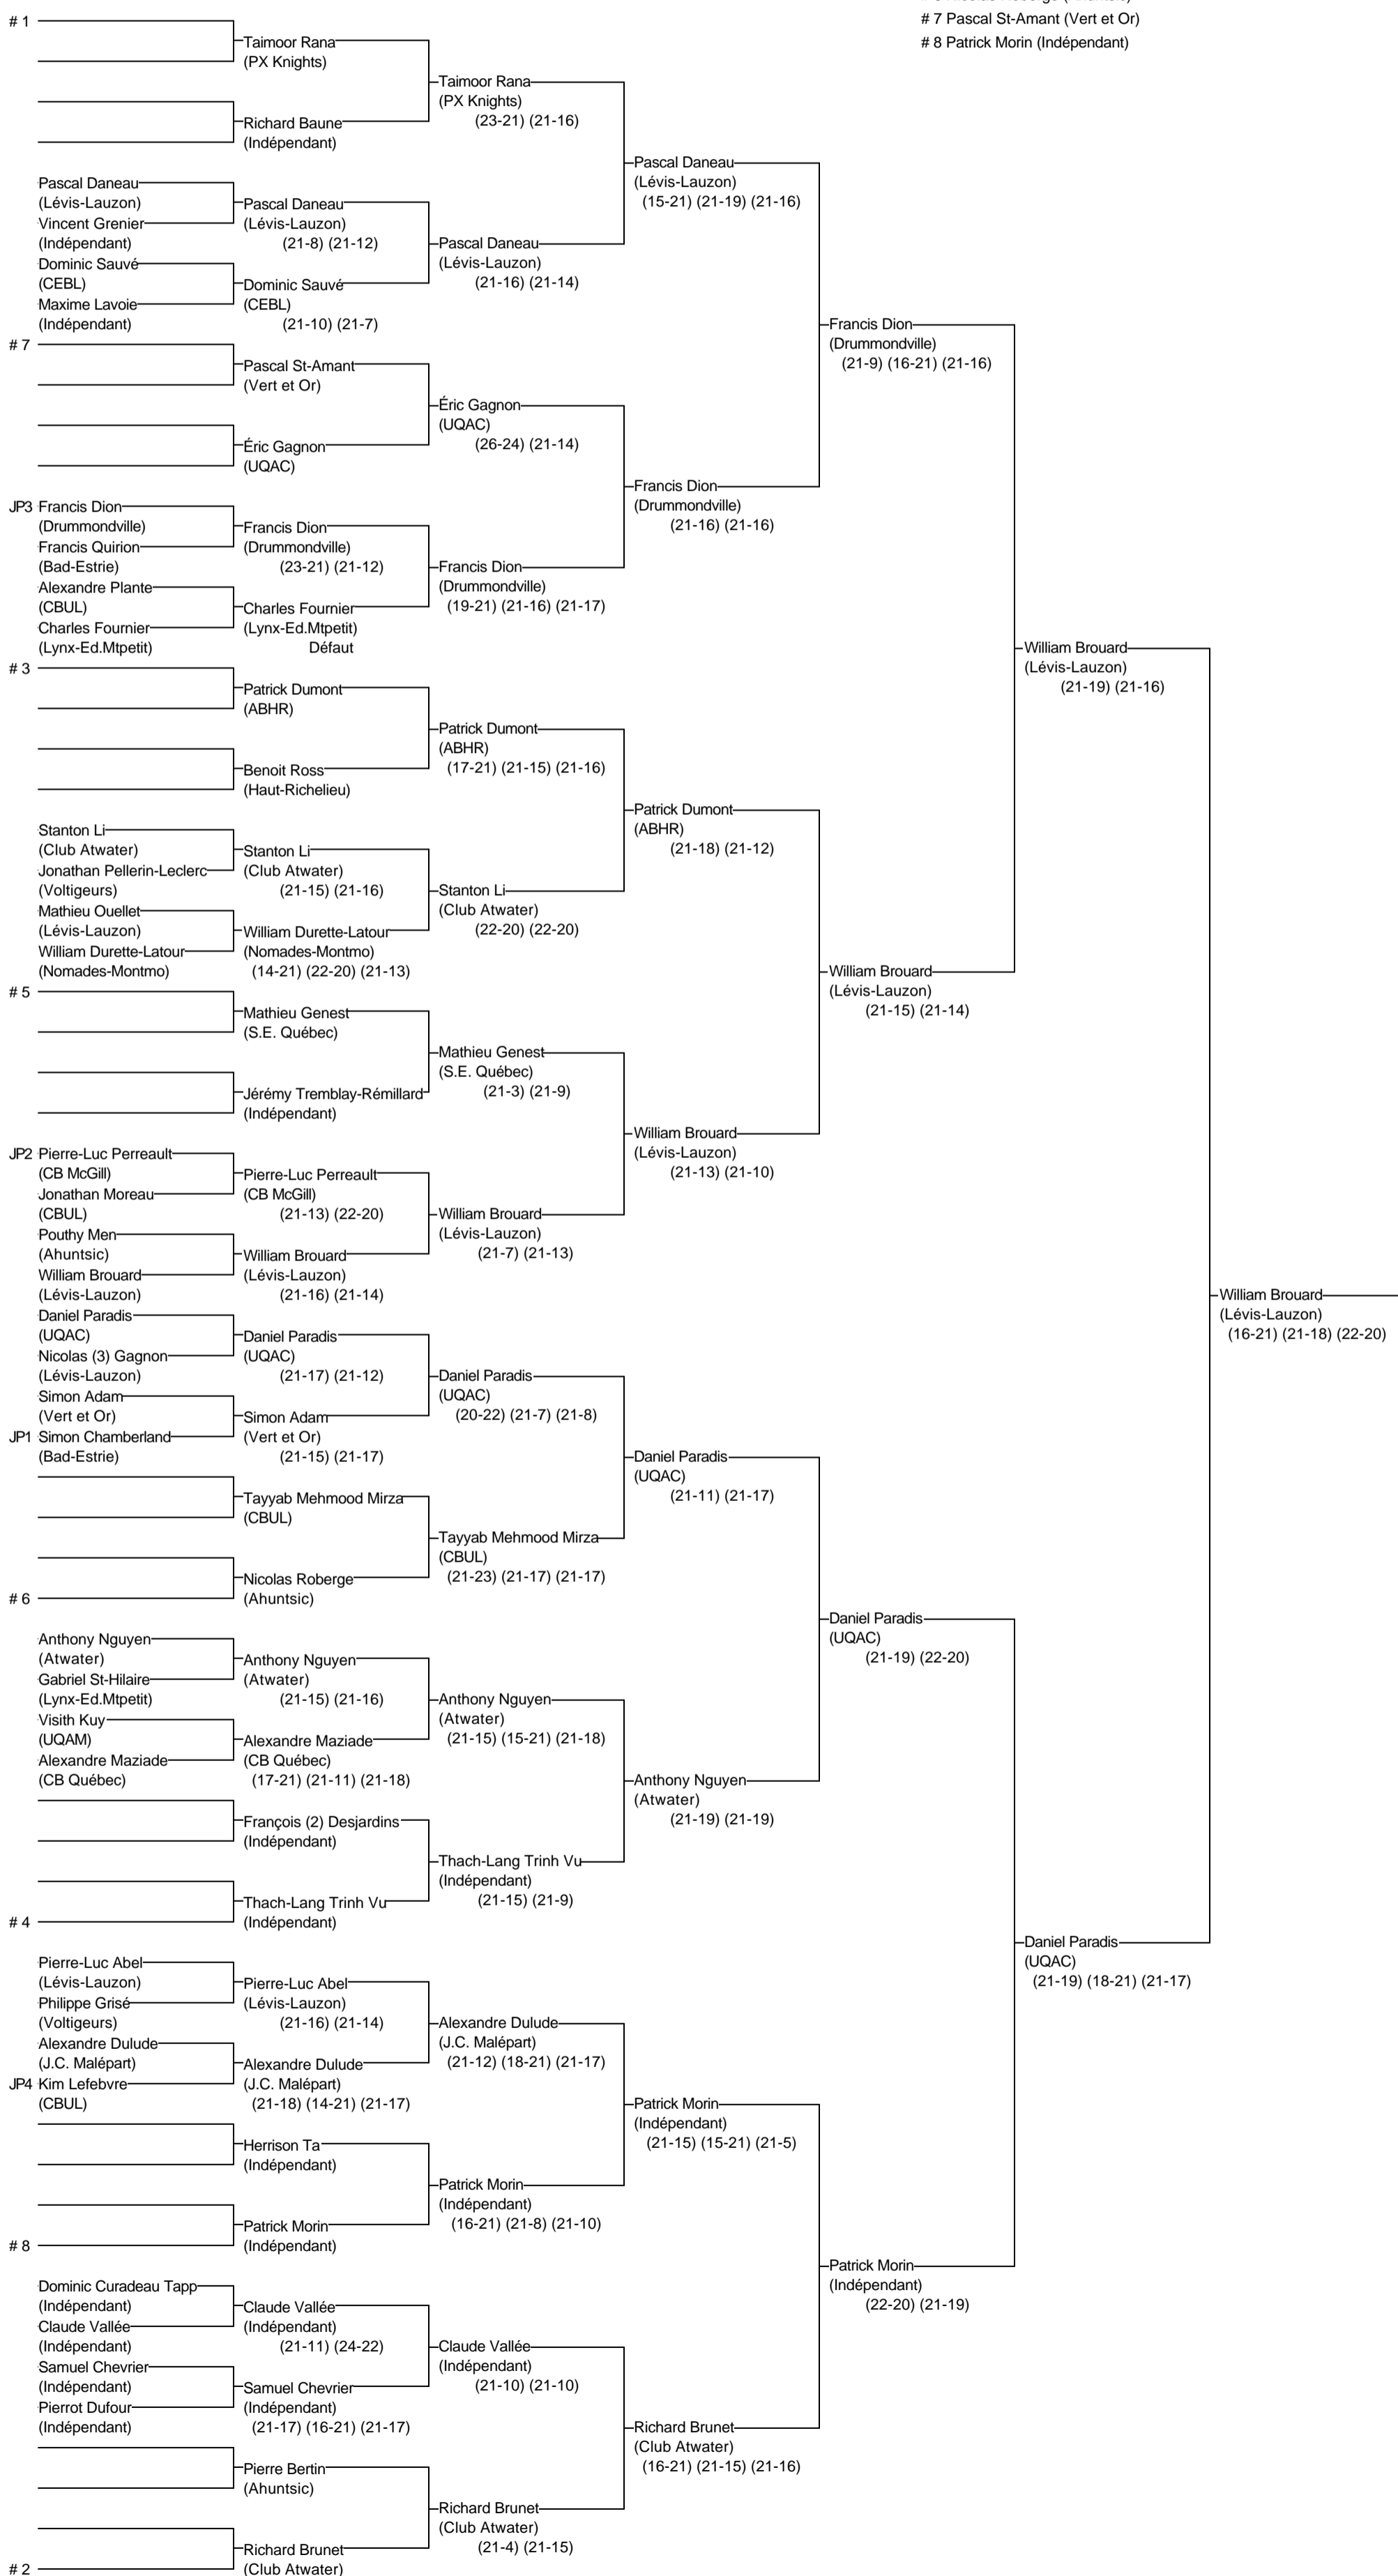 # 7 Pascal St-Amant (Vert et Or)
# 8 Patrick Morin (Indépendant)
# 1
Taimoor Rana
(PX Knights)
Richard Baune
(Indépendant)
Taimoor Rana
(PX Knights)
(23-21) (21-16)
Pascal Daneau
(Lévis-Lauzon)
Vincent Grenier
(Indépendant)
Dominic Sauvé
(CEBL)
Maxime Lavoie
(Indépendant)
Pascal Daneau
(Lévis-Lauzon)
(21-8) (21-12)
Dominic Sauvé
(CEBL)
(21-10) (21-7)
Pascal Daneau
(Lévis-Lauzon)
(21-16) (21-14)
Pascal Daneau
(Lévis-Lauzon)
(15-21) (21-19) (21-16)
# 7
Pascal St-Amant
(Vert et Or)
Éric Gagnon
(UQAC)
Éric Gagnon
(UQAC)
(26-24) (21-14)
JP3 Francis Dion
(Drummondville)
Francis Quirion
(Bad-Estrie)
Alexandre Plante
(CBUL)
Charles Fournier
(Lynx-Ed.Mtpetit)
Francis Dion
(Drummondville)
(23-21) (21-12)
Charles Fournier
(Lynx-Ed.Mtpetit)
Défaut
Francis Dion
(Drummondville)
(19-21) (21-16) (21-17)
Francis Dion
(Drummondville)
(21-16) (21-16)
Francis Dion
(Drummondville)
(21-9) (16-21) (21-16)
# 3
Patrick Dumont
(ABHR)
Benoit Ross
(Haut-Richelieu)
Patrick Dumont
(ABHR)
(17-21) (21-15) (21-16)
Stanton Li
(Club Atwater)
Jonathan Pellerin-Leclerc
(Voltigeurs)
Mathieu Ouellet
(Lévis-Lauzon)
William Durette-Latour
(Nomades-Montmo)
Stanton Li
(Club Atwater)
(21-15) (21-16)
William Durette-Latour
(Nomades-Montmo)
(14-21) (22-20) (21-13)
Stanton Li
(Club Atwater)
(22-20) (22-20)
Patrick Dumont
(ABHR)
(21-18) (21-12)
# 5
Mathieu Genest
(S.E. Québec)
Jérémy Tremblay-Rémillard
(Indépendant)
Mathieu Genest
(S.E. Québec)
(21-3) (21-9)
JP2 Pierre-Luc Perreault
(CB McGill)
Jonathan Moreau
(CBUL)
Pouthy Men
(Ahuntsic)
William Brouard
(Lévis-Lauzon)
Pierre-Luc Perreault
(CB McGill)
(21-13) (22-20)
William Brouard
(Lévis-Lauzon)
(21-16) (21-14)
William Brouard
(Lévis-Lauzon)
(21-7) (21-13)
William Brouard
(Lévis-Lauzon)
(21-13) (21-10)
William Brouard
(Lévis-Lauzon)
(21-15) (21-14)
William Brouard
(Lévis-Lauzon)
(21-19) (21-16)
Daniel Paradis
(UQAC)
Nicolas (3) Gagnon
(Lévis-Lauzon)
Simon Adam
(Vert et Or)
JP1 Simon Chamberland
(Bad-Estrie)
Daniel Paradis
(UQAC)
(21-17) (21-12)
Simon Adam
(Vert et Or)
(21-15) (21-17)
Daniel Paradis
(UQAC)
(20-22) (21-7) (21-8)
Tayyab Mehmood Mirza
(CBUL)
Nicolas Roberge
(Ahuntsic)
# 6
Tayyab Mehmood Mirza
(CBUL)
(21-23) (21-17) (21-17)
Daniel Paradis
(UQAC)
(21-11) (21-17)
Anthony Nguyen
(Atwater)
Gabriel St-Hilaire
(Lynx-Ed.Mtpetit)
Visith Kuy
(UQAM)
Alexandre Maziade
(CB Québec)
Anthony Nguyen
(Atwater)
(21-15) (21-16)
Alexandre Maziade
(CB Québec)
(17-21) (21-11) (21-18)
Anthony Nguyen
(Atwater)
(21-15) (15-21) (21-18)
François (2) Desjardins
(Indépendant)
Thach-Lang Trinh Vu
(Indépendant)
# 4
Thach-Lang Trinh Vu
(Indépendant)
(21-15) (21-9)
Anthony Nguyen
(Atwater)
(21-19) (21-19)
Daniel Paradis
(UQAC)
(21-19) (22-20)
Pierre-Luc Abel
(Lévis-Lauzon)
Philippe Grisé
(Voltigeurs)
Alexandre Dulude
(J.C. Malépart)
JP4 Kim Lefebvre
(CBUL)
Pierre-Luc Abel
(Lévis-Lauzon)
(21-16) (21-14)
Alexandre Dulude
(J.C. Malépart)
(21-18) (14-21) (21-17)
Alexandre Dulude
(J.C. Malépart)
(21-12) (18-21) (21-17)
Herrison Ta
(Indépendant)
Patrick Morin
(Indépendant)
# 8
Patrick Morin
(Indépendant)
(16-21) (21-8) (21-10)
Patrick Morin
(Indépendant)
(21-15) (15-21) (21-5)
Dominic Curadeau Tapp
(Indépendant)
Claude Vallée
(Indépendant)
Samuel Chevrier
(Indépendant)
Pierrot Dufour
(Indépendant)
Claude Vallée
(Indépendant)
(21-11) (24-22)
Samuel Chevrier
(Indépendant)
(21-17) (16-21) (21-17)
Claude Vallée
(Indépendant)
(21-10) (21-10)
Pierre Bertin
(Ahuntsic)
Richard Brunet
(Club Atwater)
# 2
Richard Brunet
(Club Atwater)
(21-4) (21-15)
Richard Brunet
(Club Atwater)
(16-21) (21-15) (21-16)
Patrick Morin
(Indépendant)
(22-20) (21-19)
Daniel Paradis
(UQAC)
(21-19) (18-21) (21-17)
William Brouard
(Lévis-Lauzon)
(16-21) (21-18) (22-20)